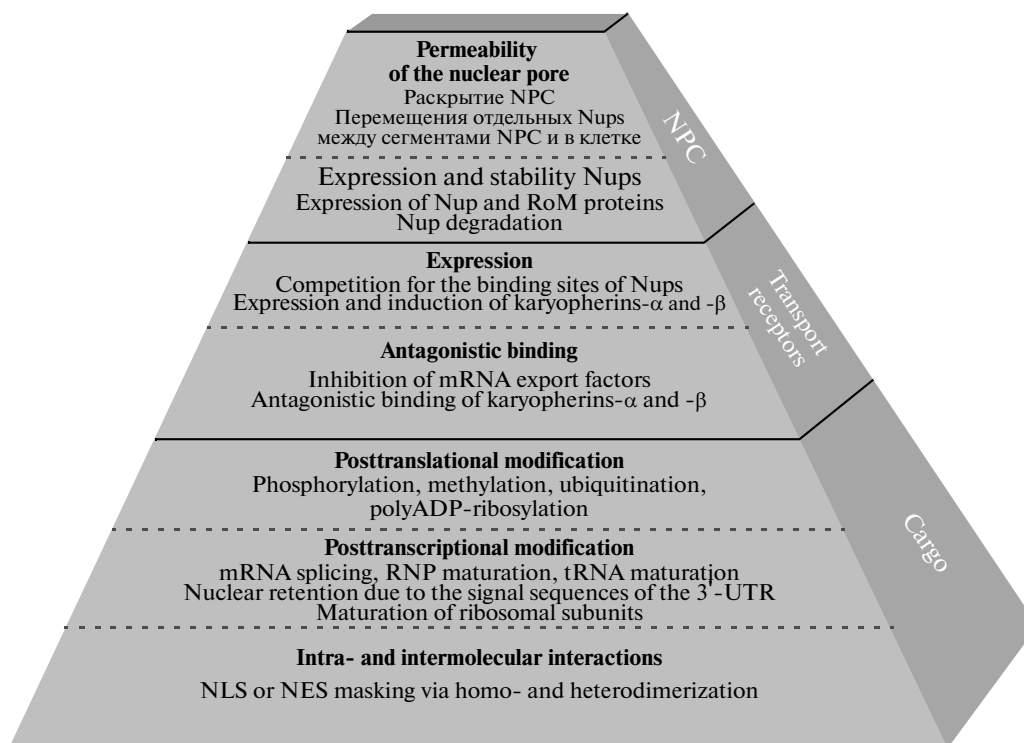 Permeability
of the nuclear pore
Раскрытие NPC
Перемещения отдельных Nups
между сегментами NPC и в клетке
NPC
Expression and stability Nups
Expression of Nup and RoM proteins
Nup degradation
Expression
Competition for the binding sites of Nups
Expression and induction of karyopherins-α and -β
Transport
receptors
Antagonistic binding
Inhibition of mRNA export factors
Antagonistic binding of karyopherins-α and -β
Posttranslational modification
Phosphorylation, methylation, ubiquitination,
polyADP-ribosylation
Cargo
Posttranscriptional modification
mRNA splicing, RNP maturation, tRNA maturation
Nuclear retention due to the signal sequences of the 3'-UTR
Maturation of ribosomal subunits
Intra- and intermolecular interactions
NLS or NES masking via homo- and heterodimerization